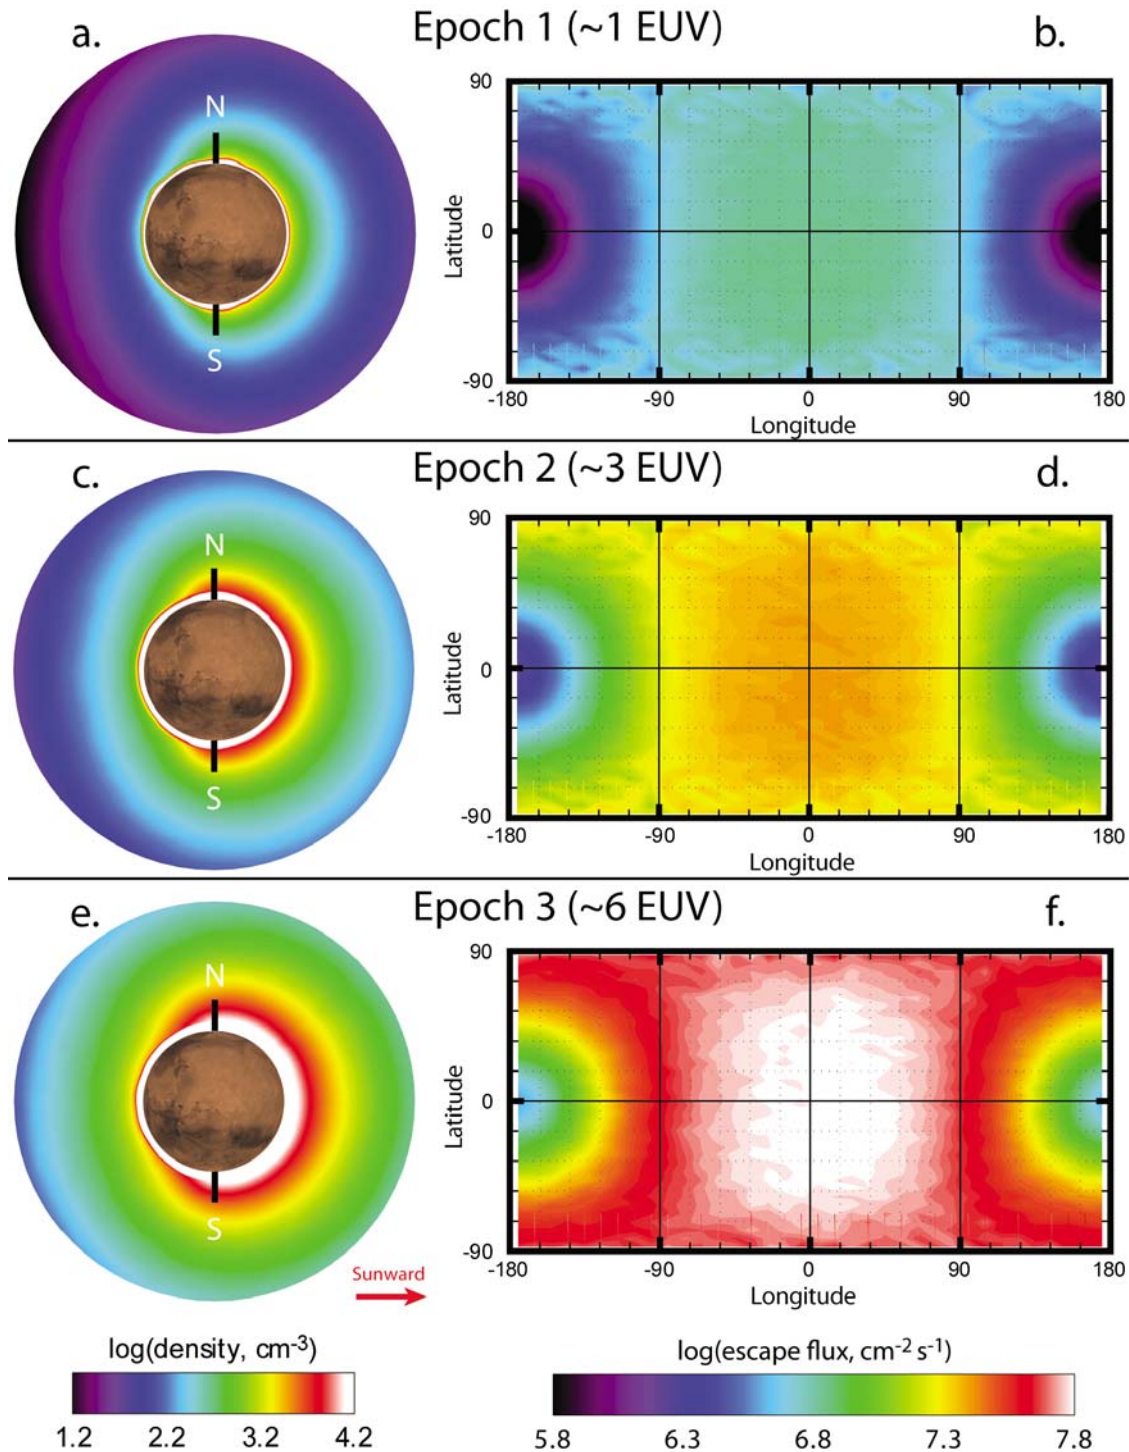 a.
Epoch 1 (~1 EUV)
b.
N
S
90
Latitude
0
-90
-180
-90
0
90
180
Longitude
c.
Epoch 2 (~3 EUV)
d.
N
S
90
Latitude
0
-90
-180
-90
0
90
180
Longitude
e.
Epoch 3 (~6 EUV)
f.
N
S
90
Latitude
0
-90
-180
-90
0
90
180
Longitude
Sunward
log(density, cm⁻³)
1.2 2.2 3.2 4.2
log(escape flux, cm⁻² s⁻¹)
5.8 6.3 6.8 7.3 7.8